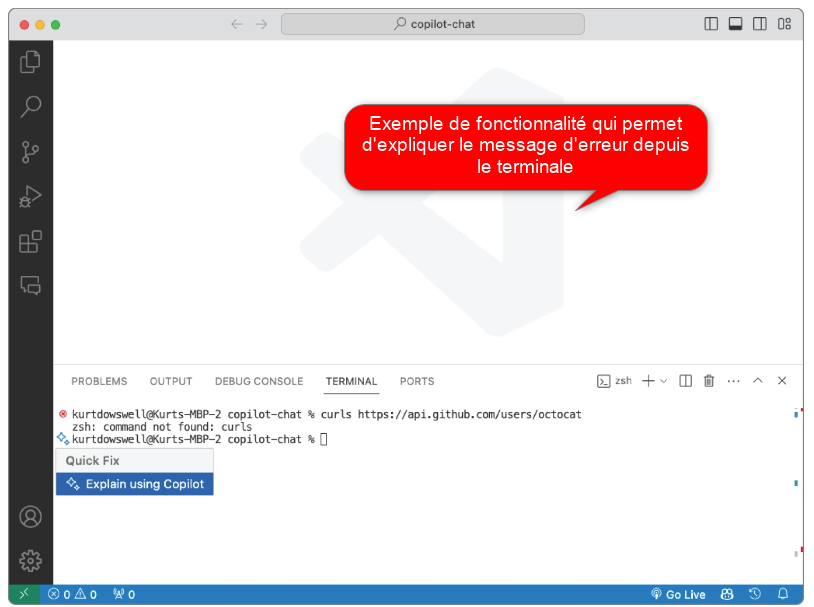 copilot-chat
Exemple de fonctionnalité qui permet
d'expliquer le message d'erreur depuis
le terminale
PROBLEMS OUTPUT DEBUG CONSOLE TERMINAL PORTS zsh
kurtdowswell@Kurts-MBP-2 copilot-chat % curls https://api.github.com/users/octocat
zsh: command not found: curls
kurtdowswell@Kurts-MBP-2 copilot-chat %
Quick Fix
Explain using Copilot
0 0 0 Go Live